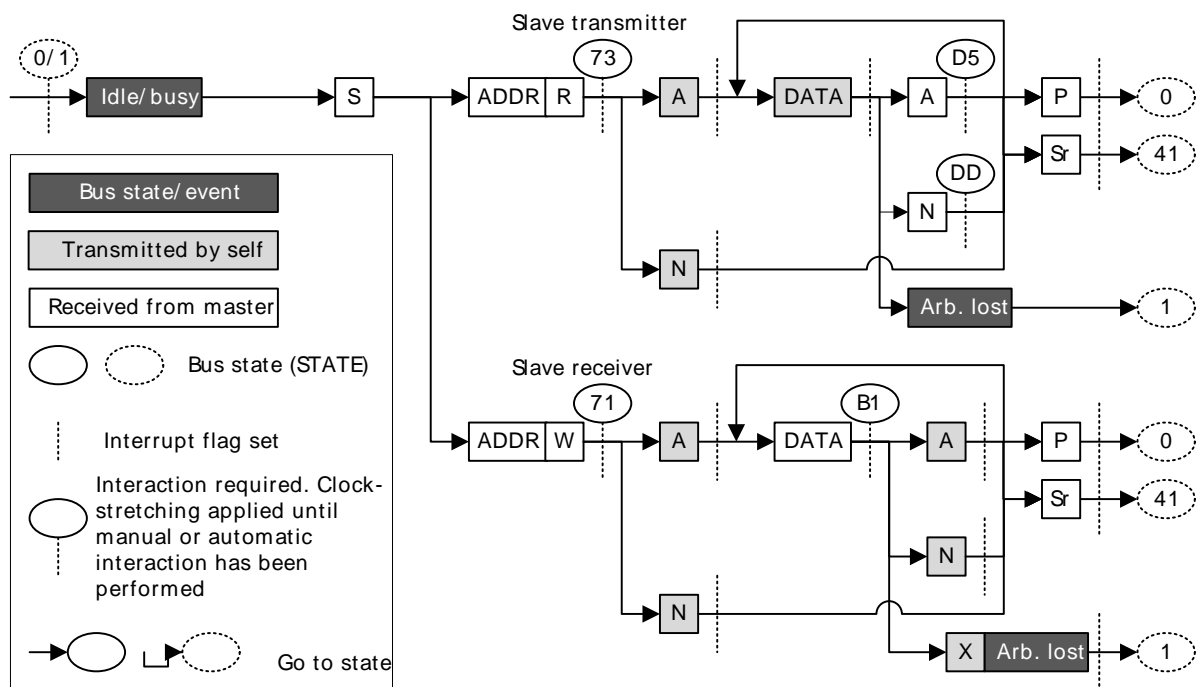 Slave transmitter
0/1
73
D5
Idle/busy
S
ADDR R
A
DATA
A
P
0
Sr
41
DD
N
N
Arb. lost
1
Bus state/event
Transmitted by self
Received from master
Bus state (STATE)
Interrupt flag set
Interaction required. Clock-
stretching applied until
manual or automatic
interaction has been
performed
Go to state
Slave receiver
71
B1
ADDR W
A
DATA
A
P
0
Sr
41
N
N
X Arb. lost
1